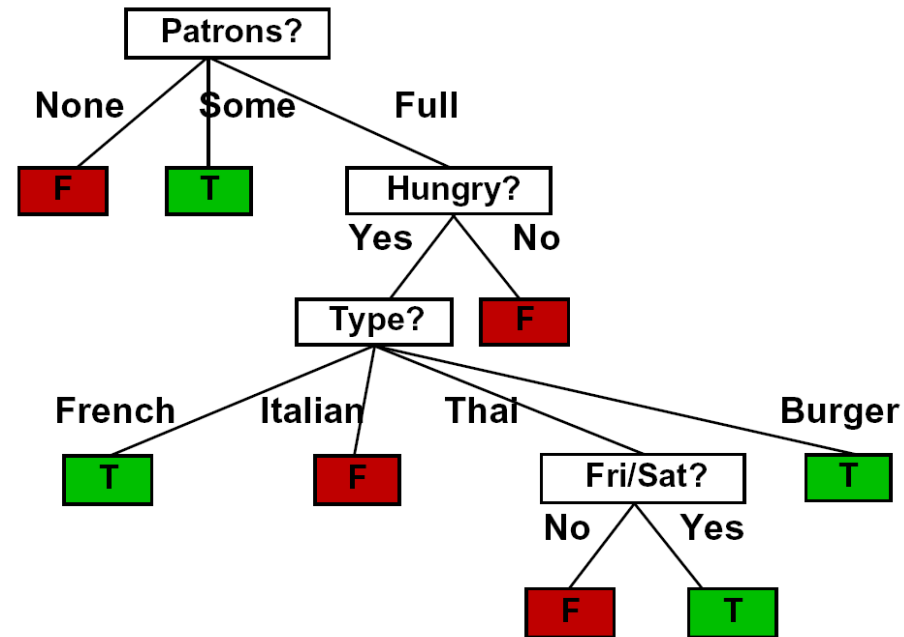 Patrons?
None Some Full
F T Hungry?
Yes No
Type? F
French Italian Thai Burger
T F Fri/Sat? T
No Yes
F T